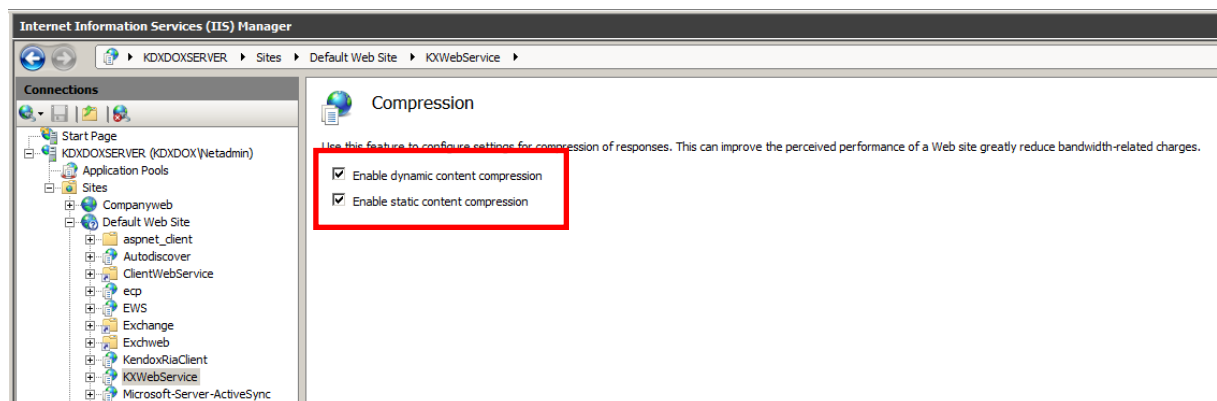 Internet Information Services (IIS) Manager
KDXDOXSERVER Sites Default Web Site KXWebService
Connections
Compression
Start Page
KDXDOXSERVER (KDXDOX\Netadmin)
Use this feature to configure settings for compression of responses. This can improve the perceived performance of a Web site greatly reduce bandwidth-related charges.
Application Pools
Enable dynamic content compression
Sites
Enable static content compression
Companyweb
Default Web Site
aspnet_client
Autodiscover
ClientWebService
ecp
EWS
Exchange
Exchweb
KendoxRiaClient
KXWebService
Microsoft-Server-ActiveSync